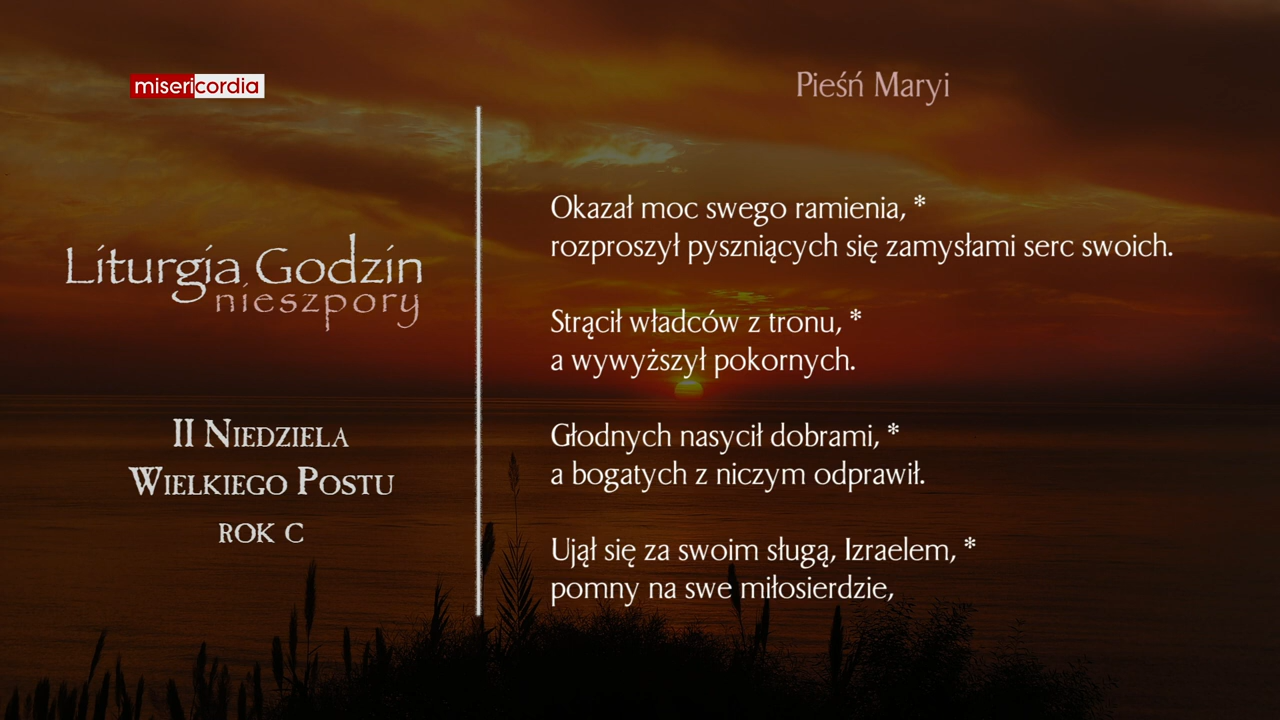 misericordia
Liturgia Godzin
nieszpory
II Niedziela
Wielkiego Postu
rok C
Pieśń Maryi
Okazał moc swego ramienia, *
rozproszył pyszniących się zamysłami serc swoich.
Strącił władców z tronu, *
a wywyższył pokornych.
Głodnych nasycił dobrami, *
a bogatych z niczym odprawił.
Ujął się za swoim sługą, Izraelem, *
pomny na swe miłosierdzie,